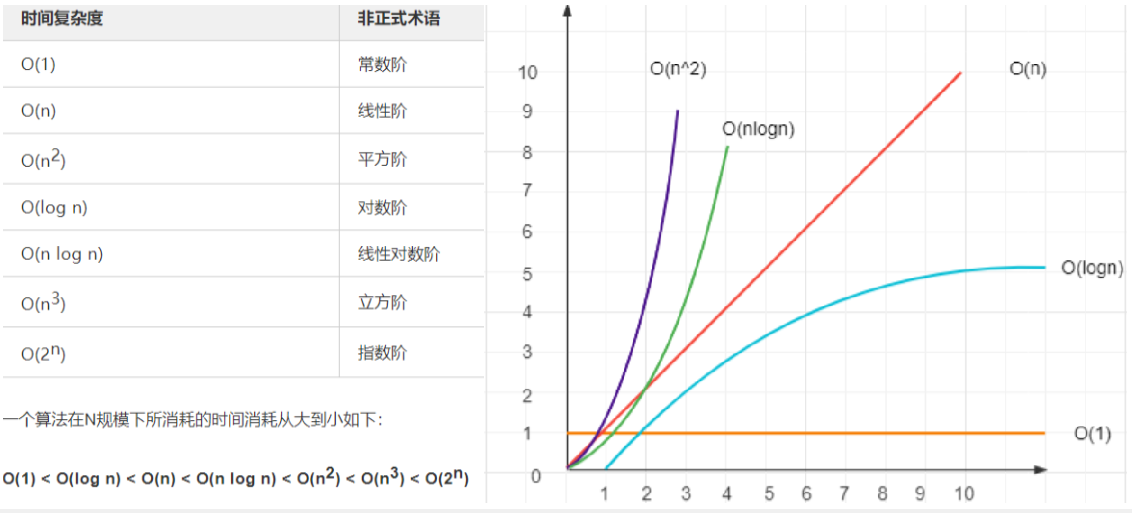 时间复杂度 非正式术语
O(1) 常数阶
O(n) 线性阶
O(n²) 平方阶
O(log n) 对数阶
O(n log n) 线性对数阶
O(n³) 立方阶
O(2ⁿ) 指数阶
一个算法在N规模下所消耗的时间消耗从大到小如下：
O(1) < O(log n) < O(n) < O(n log n) < O(n²) < O(n³) < O(2ⁿ)
O(n^2)
O(n)
O(nlogn)
O(logn)
O(1)
10
9
8
7
6
5
4
3
2
1
0
1 2 3 4 5 6 7 8 9 10